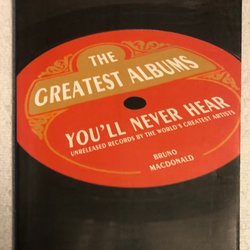 THE
GREATEST ALBUMS
YOU'LL NEVER HEAR
UNRELEASED RECORDS BY THE WORLD'S GREATEST ARTISTS
BRUNO
MACDONALD